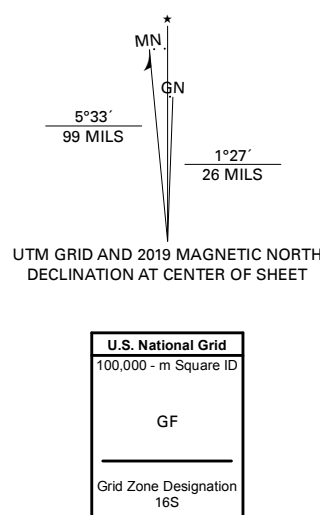 ★
MN
GN
5°33´
99 MILS
1°27´
26 MILS
UTM GRID AND 2019 MAGNETIC NORTH
DECLINATION AT CENTER OF SHEET
U.S. National Grid
100,000 - m Square ID
GF
Grid Zone Designation
16S